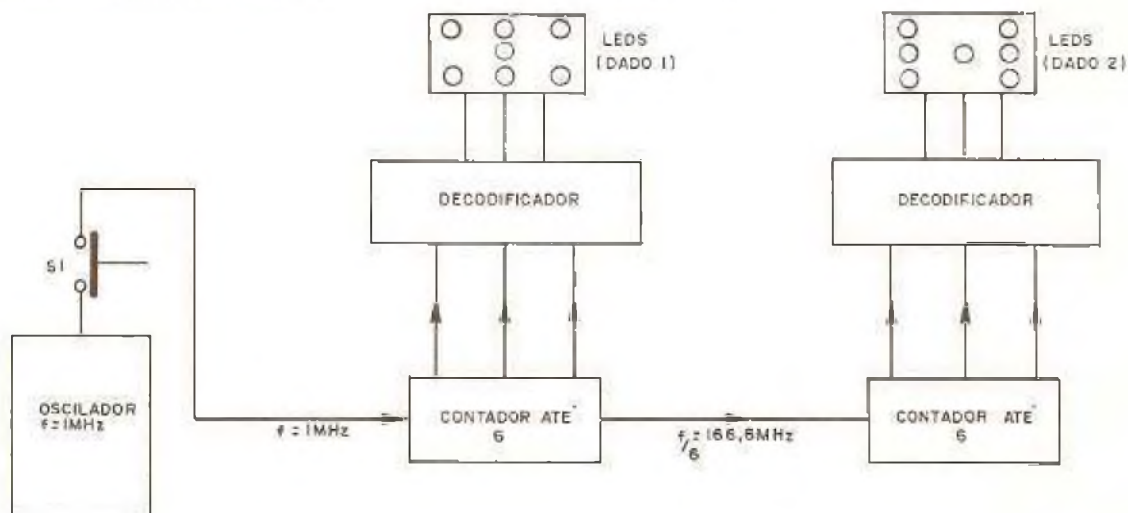 LEDS
(DADO 1)
LEDS
(DADO 2)
DECODIFICADOR
DECODIFICADOR
S1
OSCILADOR
f=1MHz
f = 1MHz
CONTADOR ATE'
6
f/6 = 166,6MHz
CONTADOR ATE'
6